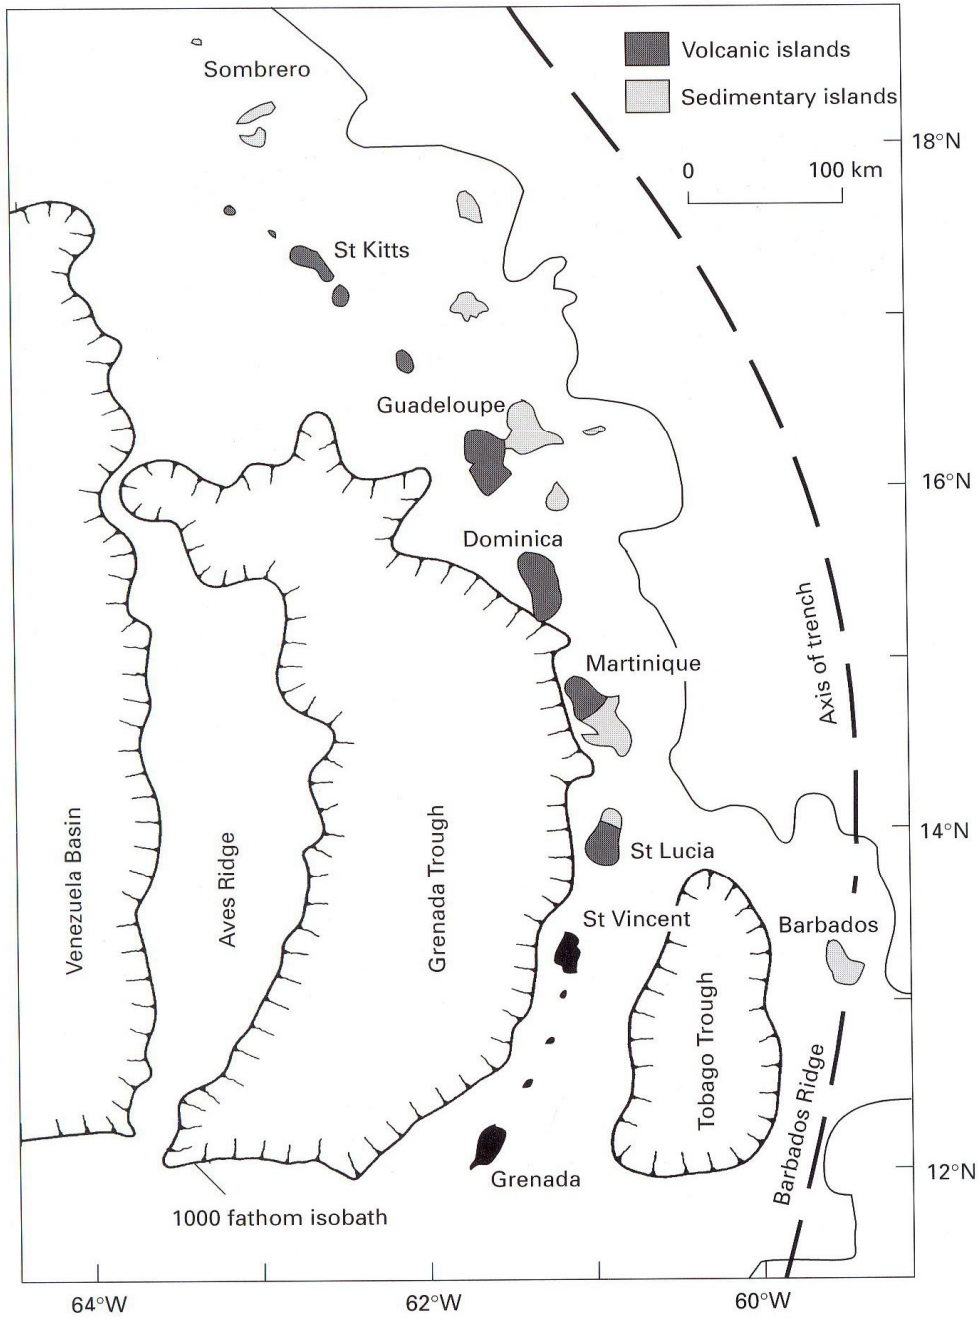 Sombrero
Volcanic islands
Sedimentary islands
18°N
0 100 km
St Kitts
Guadeloupe
16°N
Dominica
Axis of trench
Martinique
14°N
Venezuela Basin
Aves Ridge
Grenada Trough
St Lucia
St Vincent
Barbados
Tobago Trough
Barbados Ridge
12°N
Grenada
1000 fathom isobath
64°W
62°W
60°W